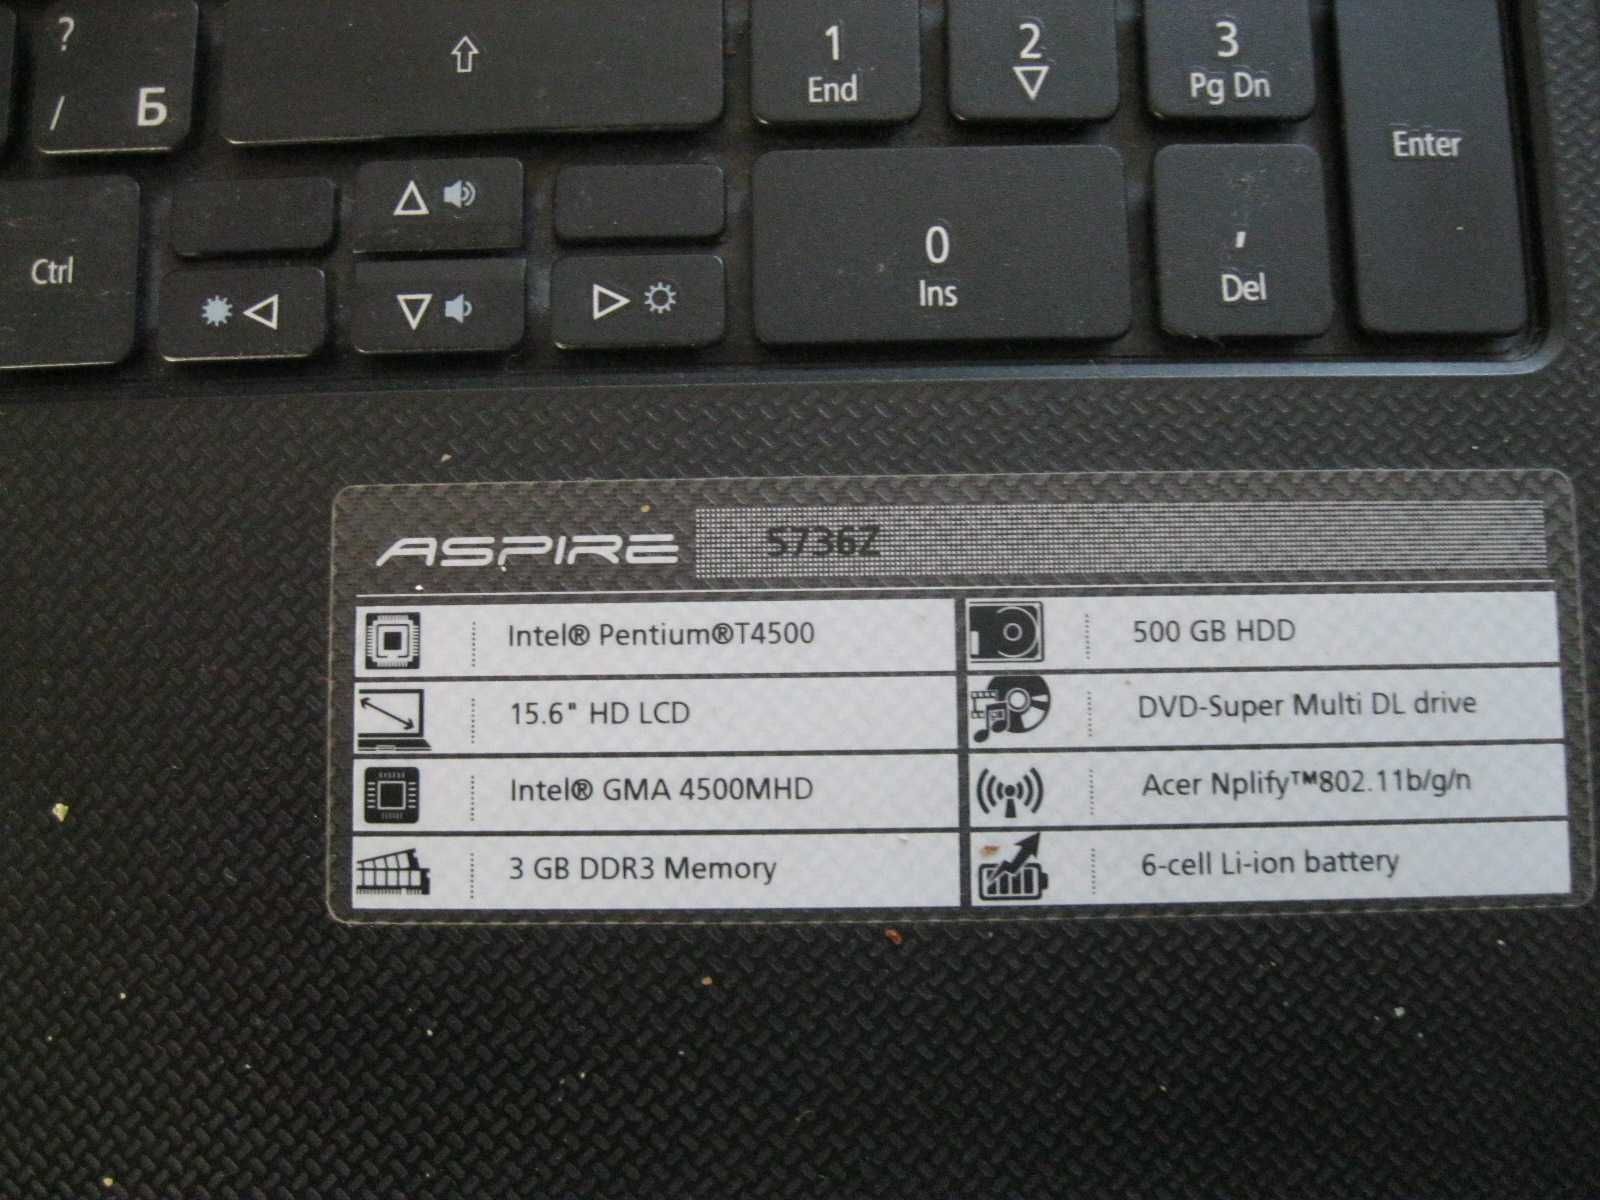 ?
/ Б
1
End
2
3
Pg Dn
Enter
Ctrl
0
Ins
,
Del
ASPIRE 5736Z
Intel® Pentium®T4500
500 GB HDD
15.6" HD LCD
DVD-Super Multi DL drive
Intel® GMA 4500MHD
Acer Nplify™802.11b/g/n
3 GB DDR3 Memory
6-cell Li-ion battery